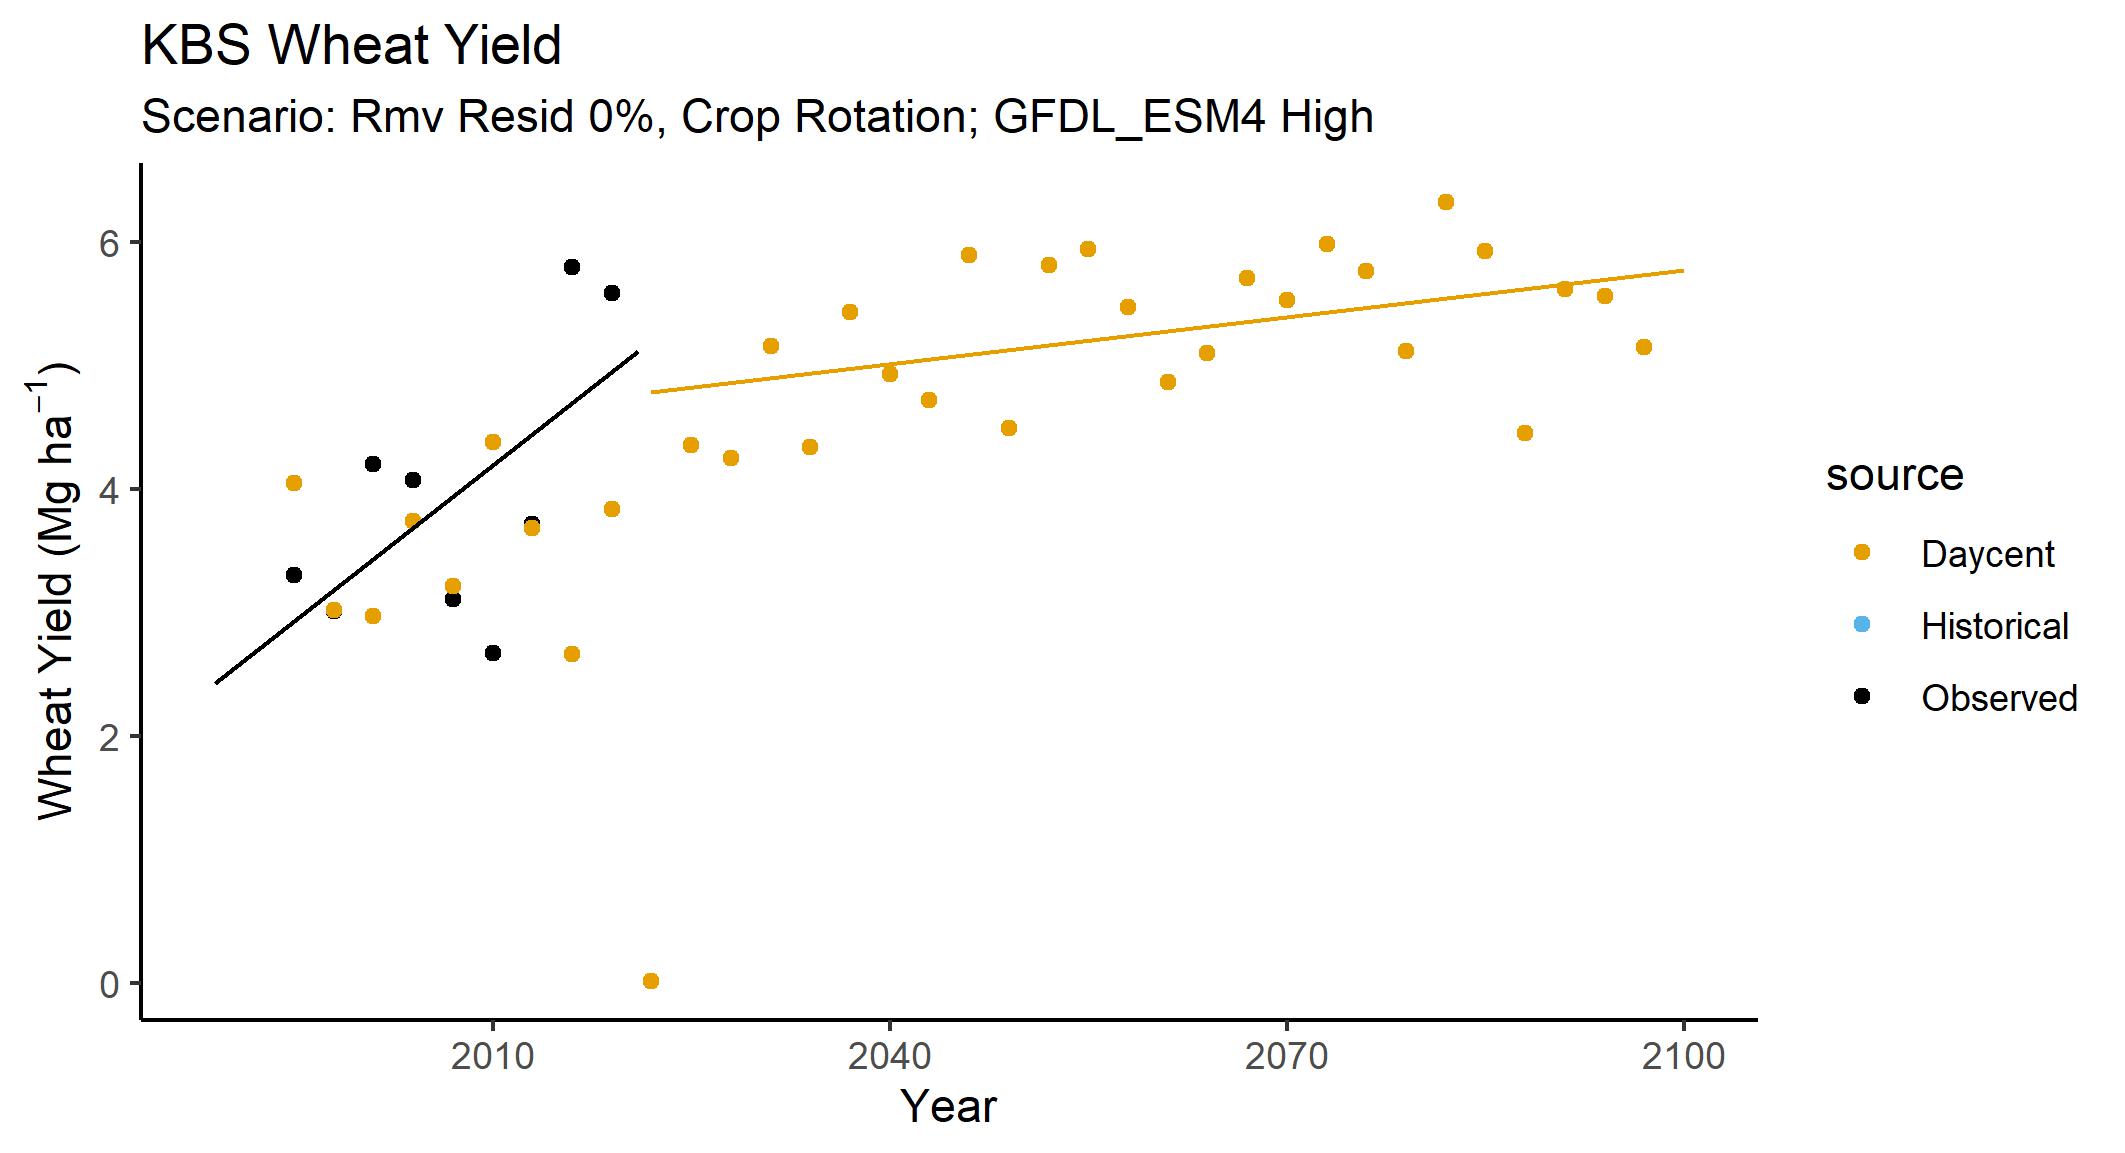 KBS Wheat Yield
Scenario: Rmv Resid 0%, Crop Rotation; GFDL_ESM4 High
Wheat Yield (Mg ha⁻¹)
6
4
2
0
2010
2040
2070
2100
Year
source
Daycent
Historical
Observed